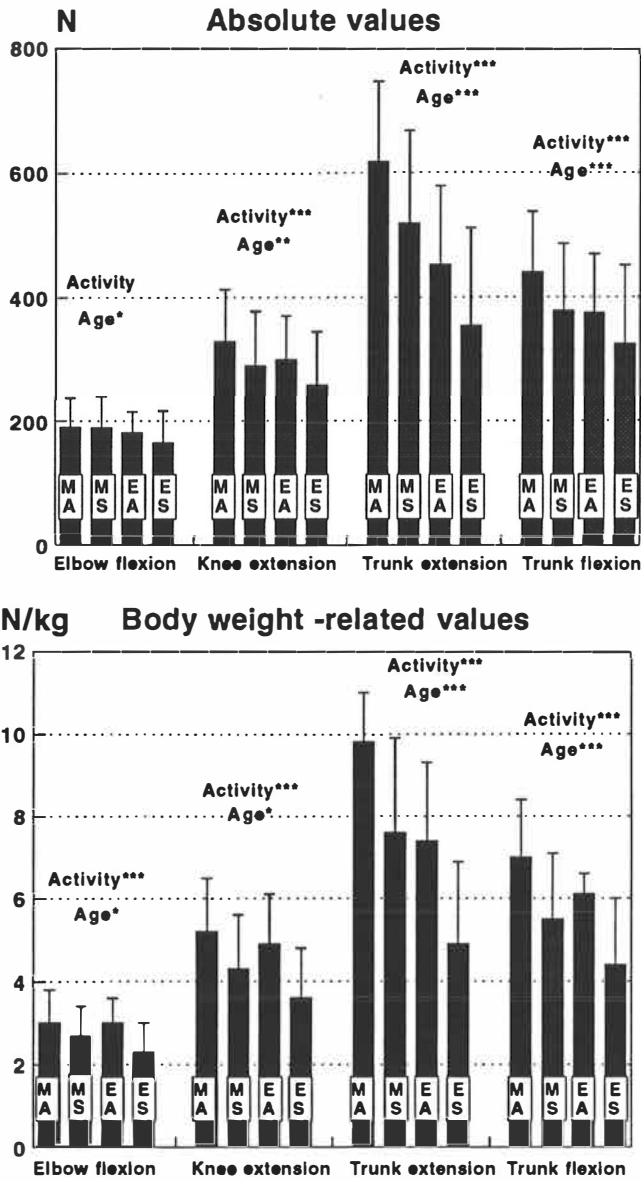 N Absolute values
800
Activity***
Age***
Activity***
Age***
600
Activity***
Age**
Activity
Age*
400
200
M A M S E A E S M A M S E A E S M A M S E A E S M A M S E A E S
0
Elbow flexion Knee extension Trunk extension Trunk flexion
N/kg Body weight -related values
12
Activity***
Age***
Activity***
Age***
10
Activity***
Age*
8
Activity***
Age*
6
4
2
M A M S E A E S M A M S E A E S M A M S E A E S M A M S E A E S
0
Elbow flexion Knee extension Trunk extension Trunk flexion